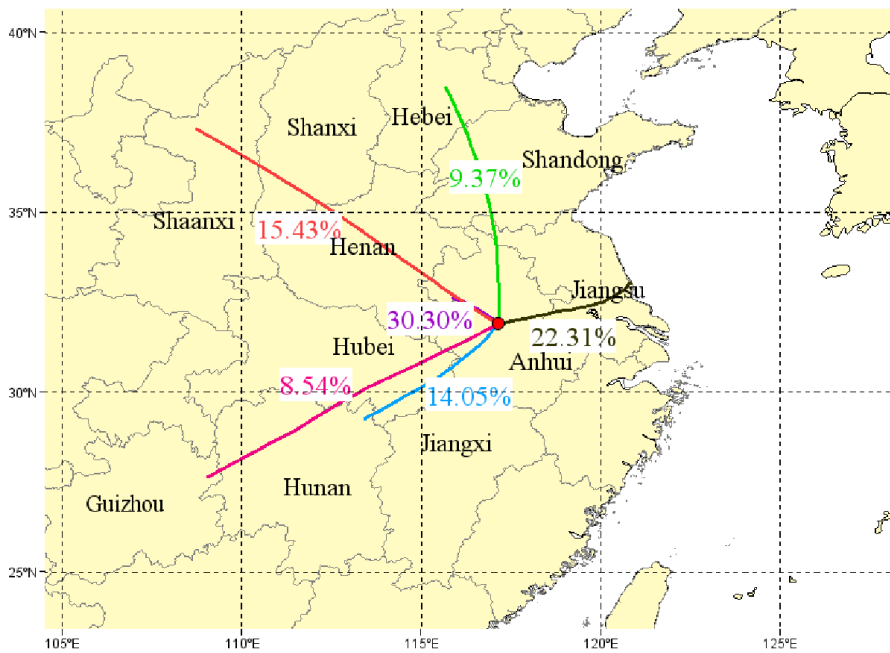 40°N
Hebei
Shanxi
Shandong
9.37%
35°N
Shaanxi
15.43%
Henan
Jiangsu
30.30%
22.31%
Hubei
Anhui
30°N
8.54%
14.05%
Jiangxi
Hunan
Guizhou
25°N
105°E
110°E
115°E
120°E
125°E